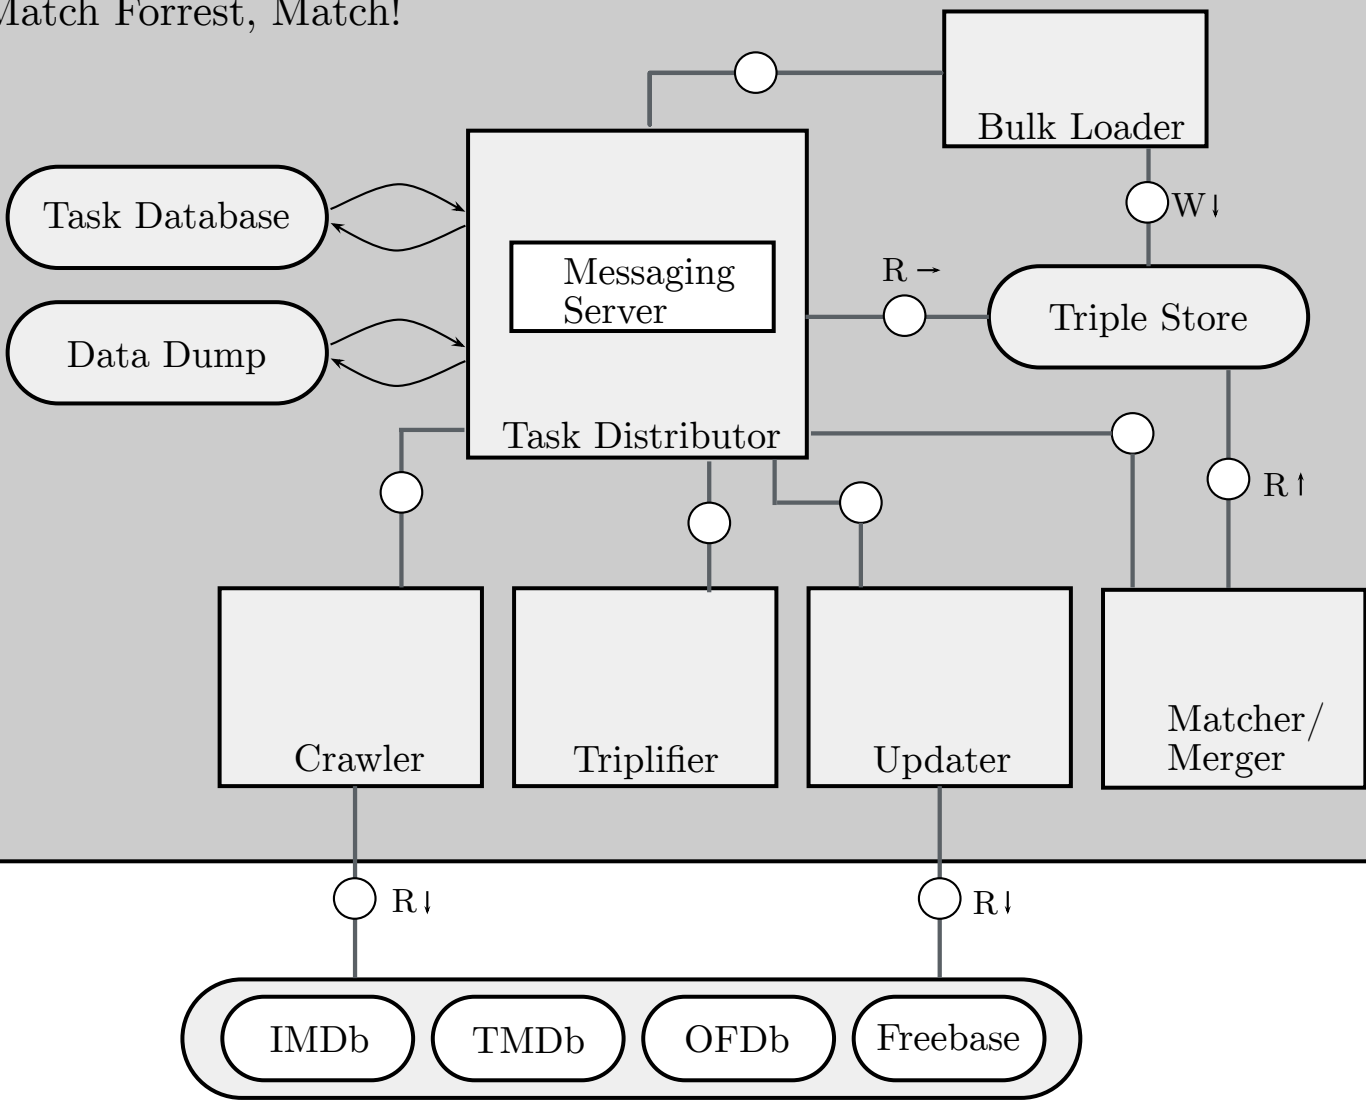 Match Forrest, Match!
Bulk Loader
Task Database
W↓
Messaging
Server
R →
Triple Store
Data Dump
Task Distributor
R↑
Crawler
Triplifier
Updater
Matcher/
Merger
R↓
R↓
IMDb
TMDb
OFDb
Freebase